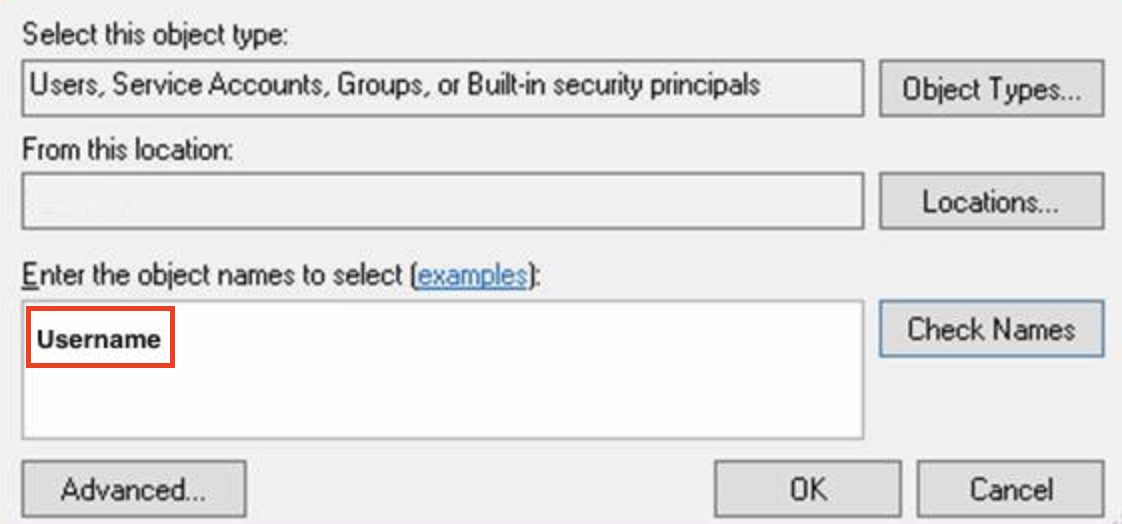 Select this object type:
Users, Service Accounts, Groups, or Built-in security principals
Object Types...
From this location:
Locations...
Enter the object names to select (examples):
Username
Check Names
Advanced...
OK
Cancel